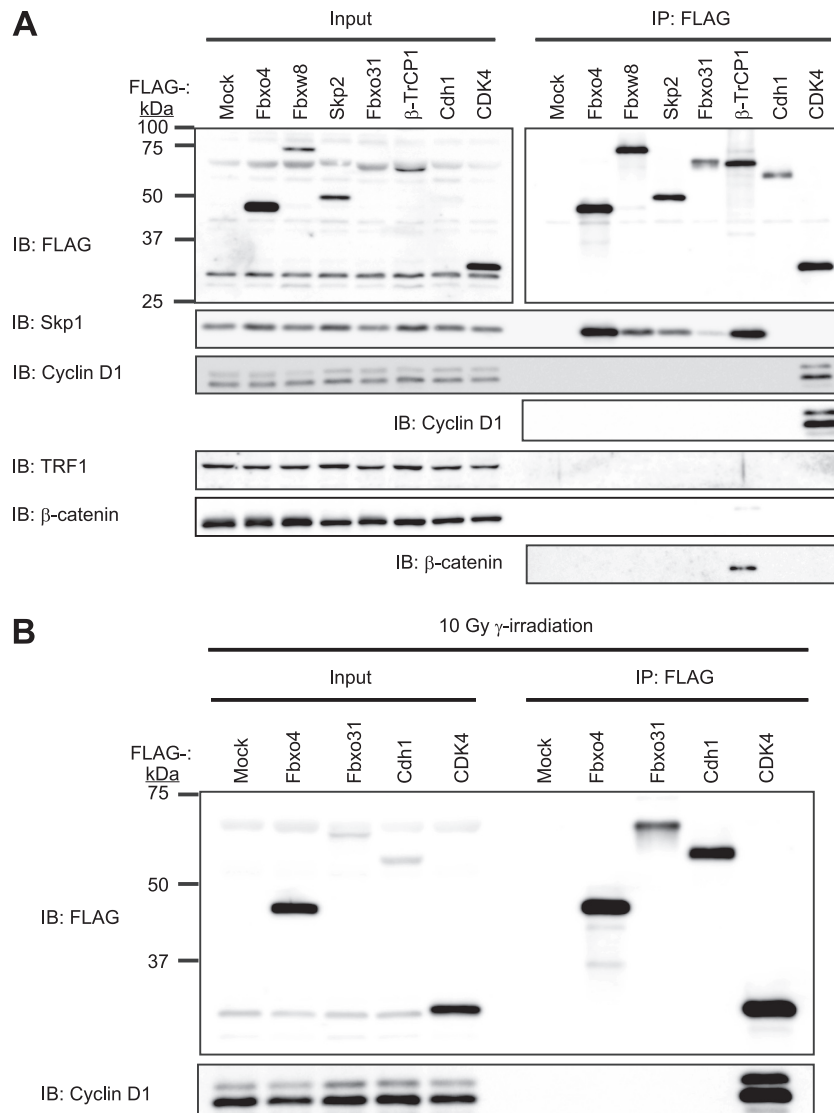 A
Input
IP: FLAG
FLAG-:
Mock
Fbxo4
Fbxw8
Skp2
Fbxo31
β-TrCP1
Cdh1
CDK4
Mock
Fbxo4
Fbxw8
Skp2
Fbxo31
β-TrCP1
Cdh1
CDK4
kDa
100
75
50
37
IB: FLAG
25
IB: Skp1
IB: Cyclin D1
IB: Cyclin D1
IB: TRF1
IB: β-catenin
IB: β-catenin
B
10 Gy γ-irradiation
Input
IP: FLAG
FLAG-:
Mock
Fbxo4
Fbxo31
Cdh1
CDK4
Mock
Fbxo4
Fbxo31
Cdh1
CDK4
kDa
75
50
IB: FLAG
37
IB: Cyclin D1